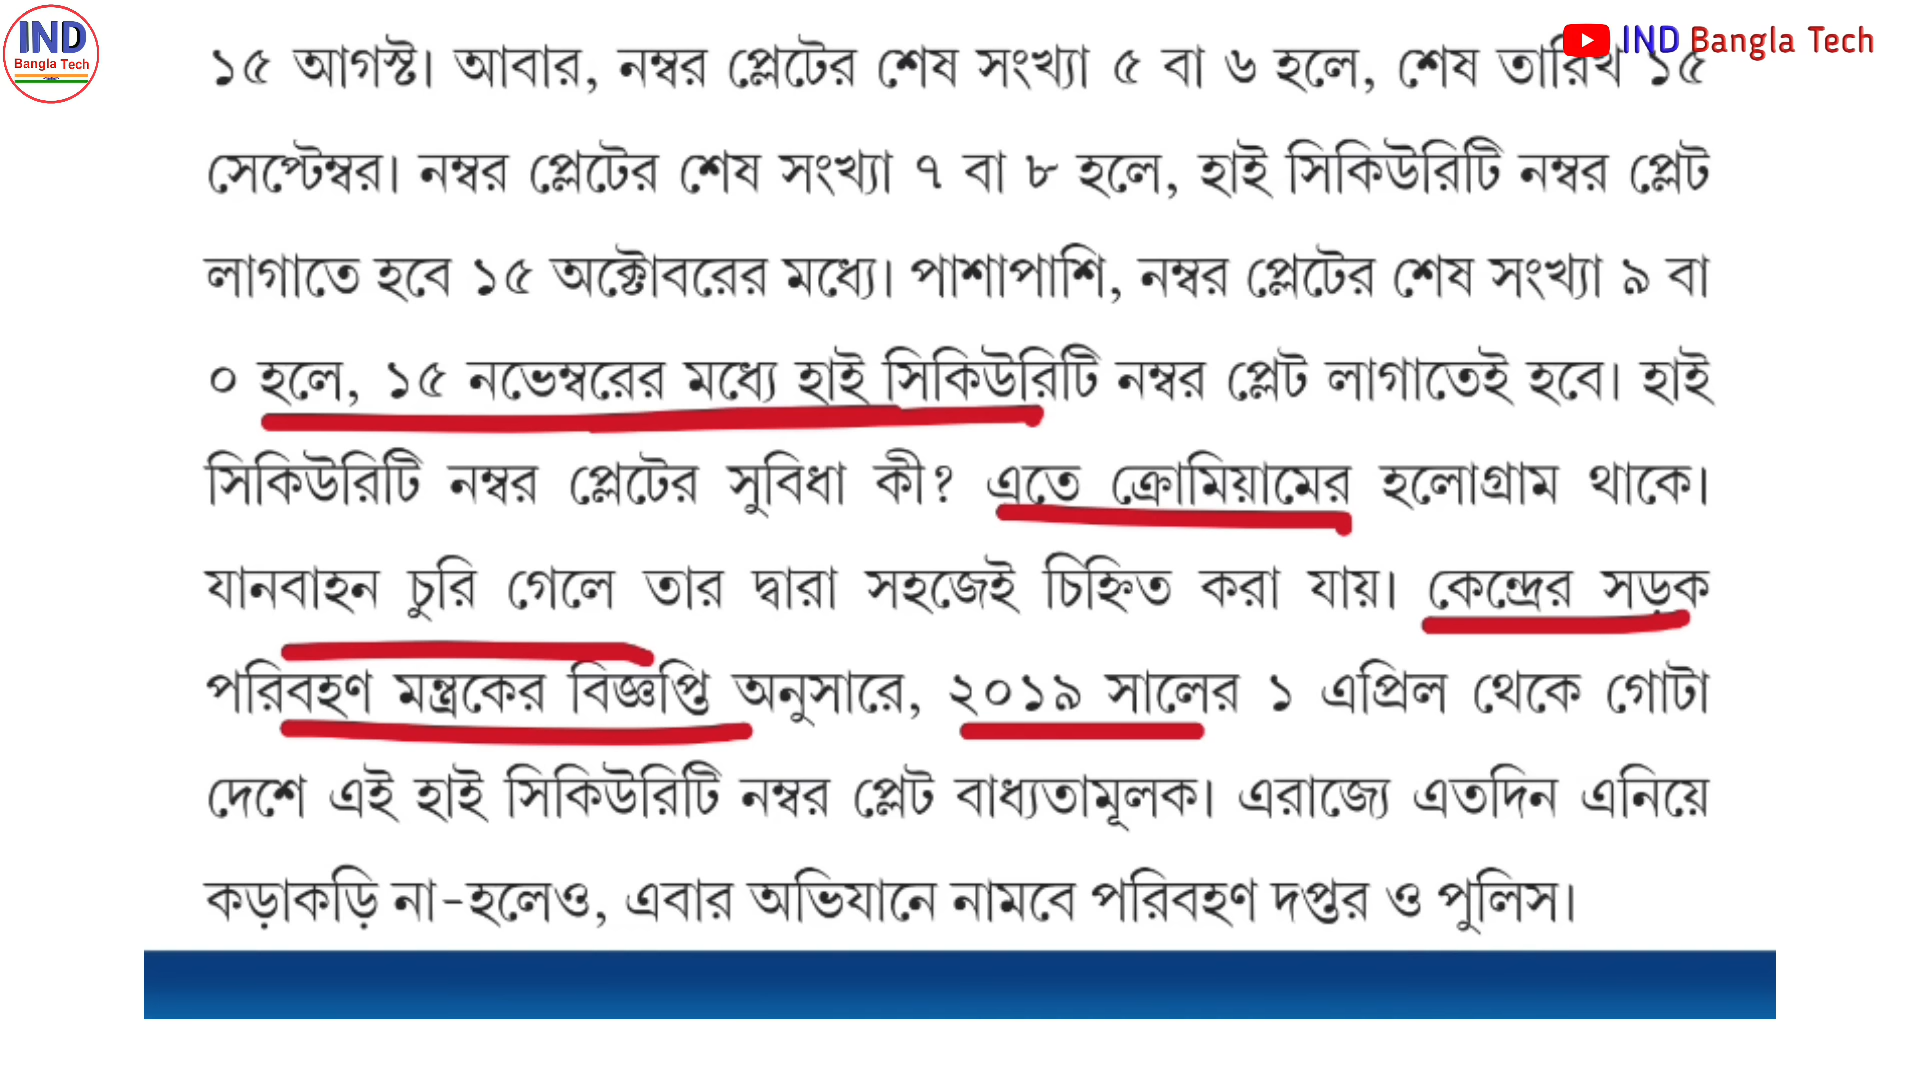 IND
Bangla Tech
IND Bangla Tech
১৫ আগস্ট। আবার, নম্বর প্লেটের শেষ সংখ্যা ৫ বা ৬ হলে, শেষ তারিখ ১৫
সেপ্টেম্বর। নম্বর প্লেটের শেষ সংখ্যা ৭ বা ৮ হলে, হাই সিকিউরিটি নম্বর প্লেট
লাগাতে হবে ১৫ অক্টোবরের মধ্যে। পাশাপাশি, নম্বর প্লেটের শেষ সংখ্যা ৯ বা
০ হলে, ১৫ নভেম্বরের মধ্যে হাই সিকিউরিটি নম্বর প্লেট লাগাতেই হবে। হাই
সিকিউরিটি নম্বর প্লেটের সুবিধা কী? এতে ক্রোমিয়ামের হলোগ্রাম থাকে।
যানবাহন চুরি গেলে তার দ্বারা সহজেই চিহ্নিত করা যায়। কেন্দ্রের সড়ক
পরিবহণ মন্ত্রকের বিজ্ঞপ্তি অনুসারে, ২০১৯ সালের ১ এপ্রিল থেকে গোটা
দেশে এই হাই সিকিউরিটি নম্বর প্লেট বাধ্যতামূলক। এরাজ্যে এতদিন এনিয়ে
কড়াকড়ি না-হলেও, এবার অভিযানে নামবে পরিবহণ দপ্তর ও পুলিস।